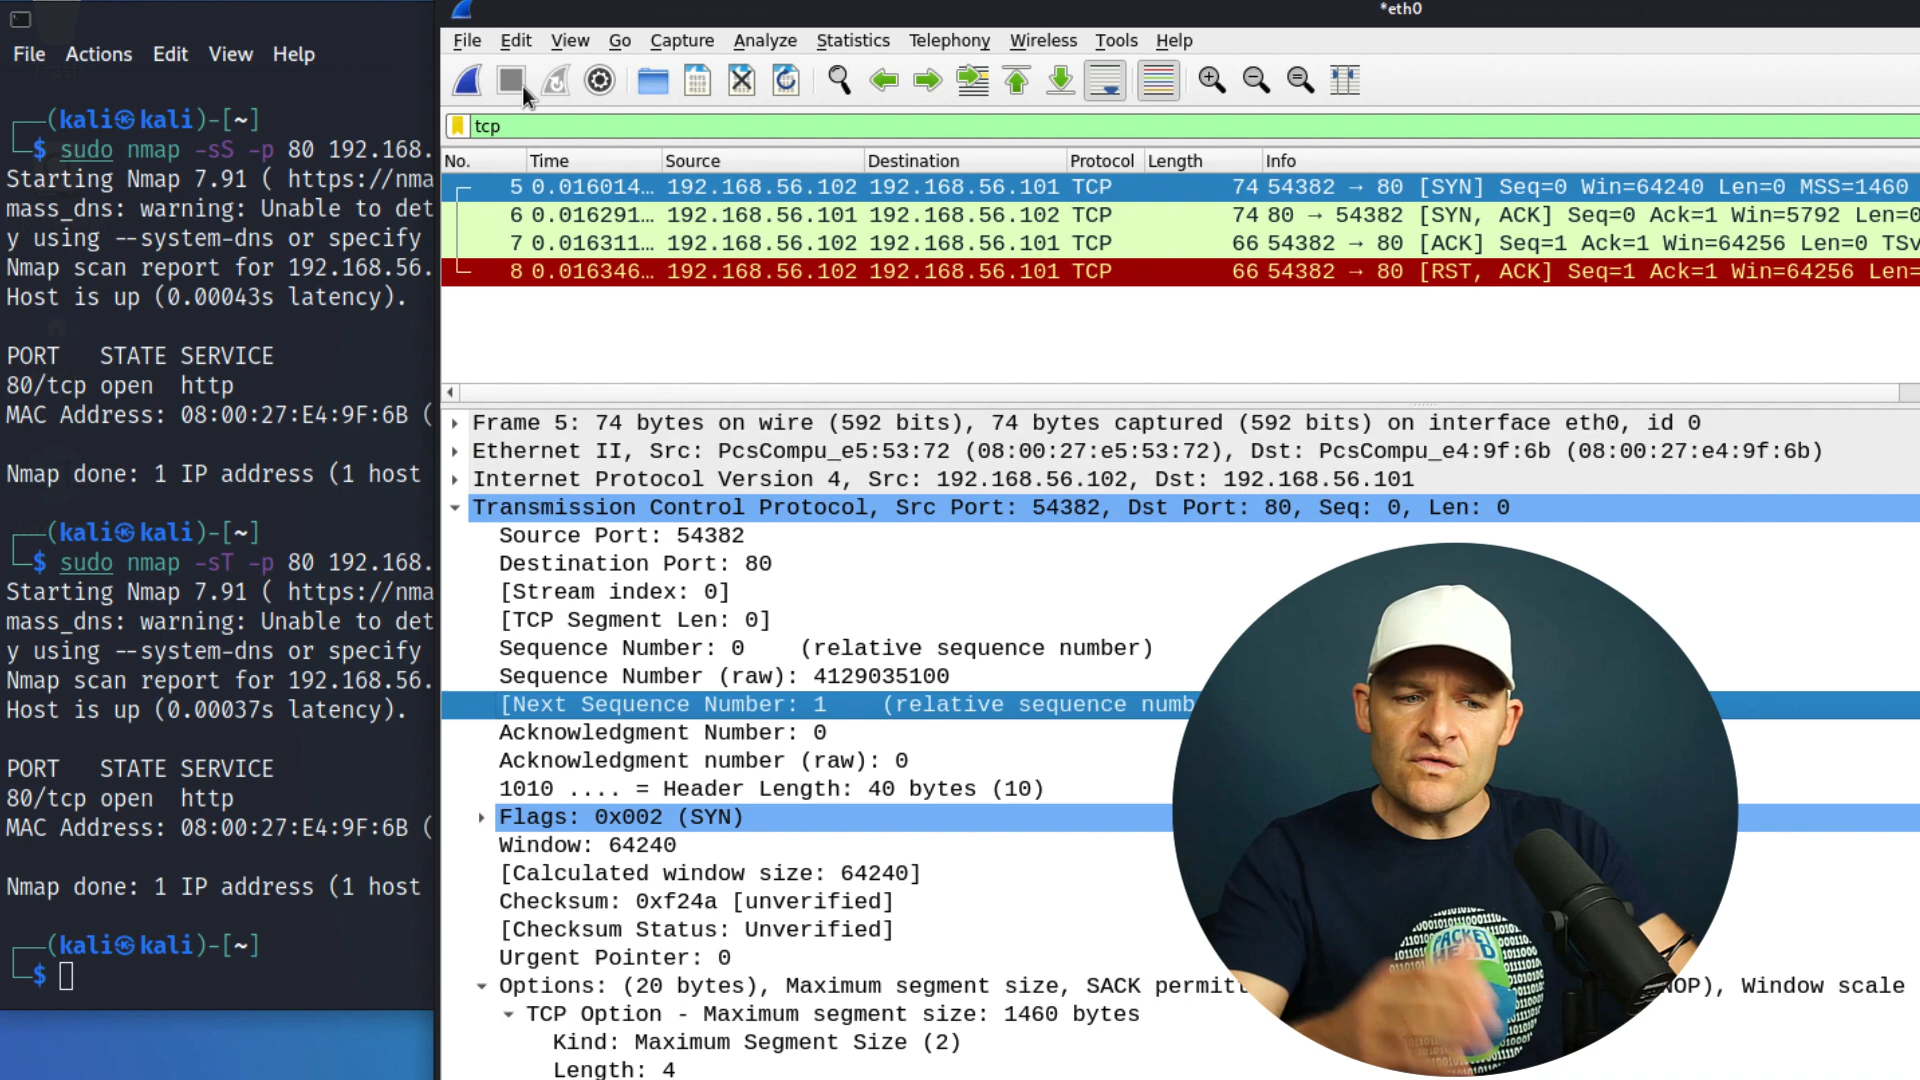 File Actions Edit View Help
(kali㉿kali)-[~]
$ sudo nmap -sS -p 80 192.168.
Starting Nmap 7.91 ( https://nma
mass_dns: warning: Unable to det
y using --system-dns or specify
Nmap scan report for 192.168.56.
Host is up (0.00043s latency).
PORT STATE SERVICE
80/tcp open http
MAC Address: 08:00:27:E4:9F:6B (
Nmap done: 1 IP address (1 host
(kali㉿kali)-[~]
$ sudo nmap -sT -p 80 192.168.
Starting Nmap 7.91 ( https://nma
mass_dns: warning: Unable to det
y using --system-dns or specify
Nmap scan report for 192.168.56.
Host is up (0.00037s latency).
PORT STATE SERVICE
80/tcp open http
MAC Address: 08:00:27:E4:9F:6B (
Nmap done: 1 IP address (1 host
(kali㉿kali)-[~]
$
*eth0
File Edit View Go Capture Analyze Statistics Telephony Wireless Tools Help
tcp
No. Time Source Destination Protocol Length Info
5 0.016014… 192.168.56.102 192.168.56.101 TCP 74 54382 → 80 [SYN] Seq=0 Win=64240 Len=0 MSS=1460
6 0.016291… 192.168.56.101 192.168.56.102 TCP 74 80 → 54382 [SYN, ACK] Seq=0 Ack=1 Win=5792 Len=0
7 0.016311… 192.168.56.102 192.168.56.101 TCP 66 54382 → 80 [ACK] Seq=1 Ack=1 Win=64256 Len=0 TSv
8 0.016346… 192.168.56.102 192.168.56.101 TCP 66 54382 → 80 [RST, ACK] Seq=1 Ack=1 Win=64256 Len=
Frame 5: 74 bytes on wire (592 bits), 74 bytes captured (592 bits) on interface eth0, id 0
Ethernet II, Src: PcsCompu_e5:53:72 (08:00:27:e5:53:72), Dst: PcsCompu_e4:9f:6b (08:00:27:e4:9f:6b)
Internet Protocol Version 4, Src: 192.168.56.102, Dst: 192.168.56.101
Transmission Control Protocol, Src Port: 54382, Dst Port: 80, Seq: 0, Len: 0
Source Port: 54382
Destination Port: 80
[Stream index: 0]
[TCP Segment Len: 0]
Sequence Number: 0 (relative sequence number)
Sequence Number (raw): 4129035100
[Next Sequence Number: 1 (relative sequence numb
Acknowledgment Number: 0
Acknowledgment number (raw): 0
1010 .... = Header Length: 40 bytes (10)
Flags: 0x002 (SYN)
Window: 64240
[Calculated window size: 64240]
Checksum: 0xf24a [unverified]
[Checksum Status: Unverified]
Urgent Pointer: 0
Options: (20 bytes), Maximum segment size, SACK permitt NOP), Window scale
TCP Option - Maximum segment size: 1460 bytes
Kind: Maximum Segment Size (2)
Length: 4
PACKET
HEAD